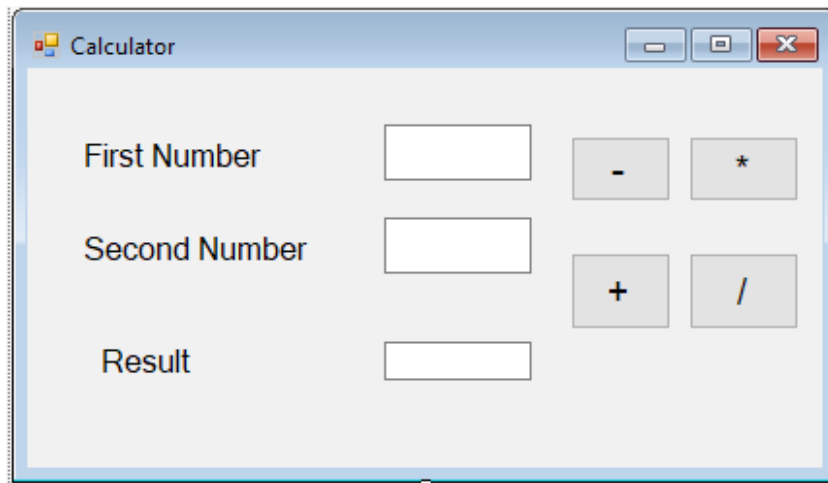 Calculator
First Number
- *
Second Number
+ /
Result